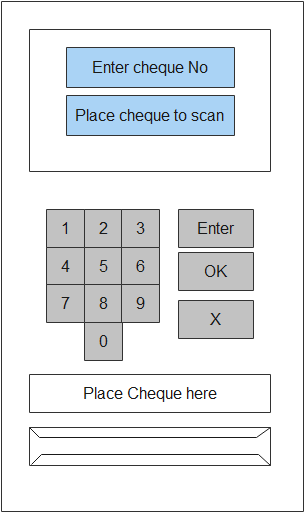 Enter cheque No
Place cheque to scan
1 2 3 Enter
4 5 6 OK
7 8 9 X
0
Place Cheque here